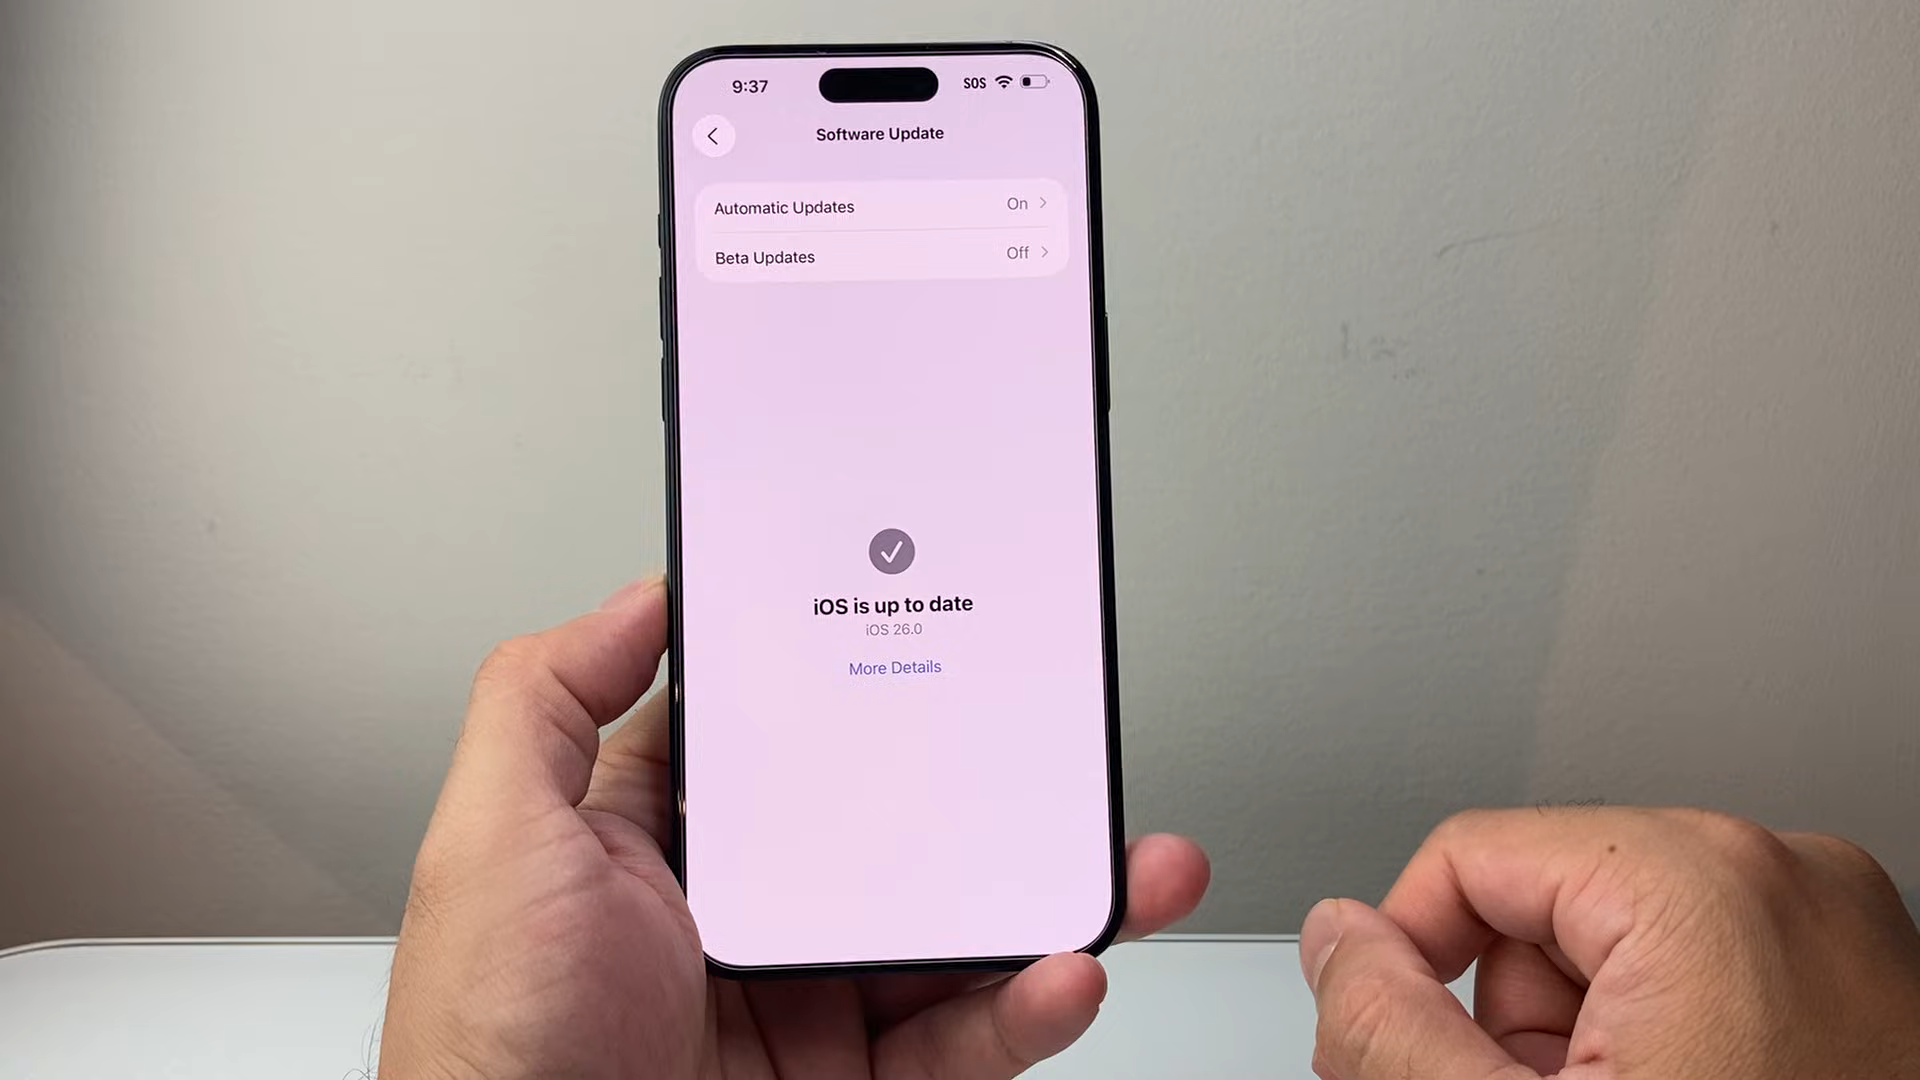 9:37 SOS
Software Update
Automatic Updates On
Beta Updates Off
iOS is up to date
iOS 26.0
More Details